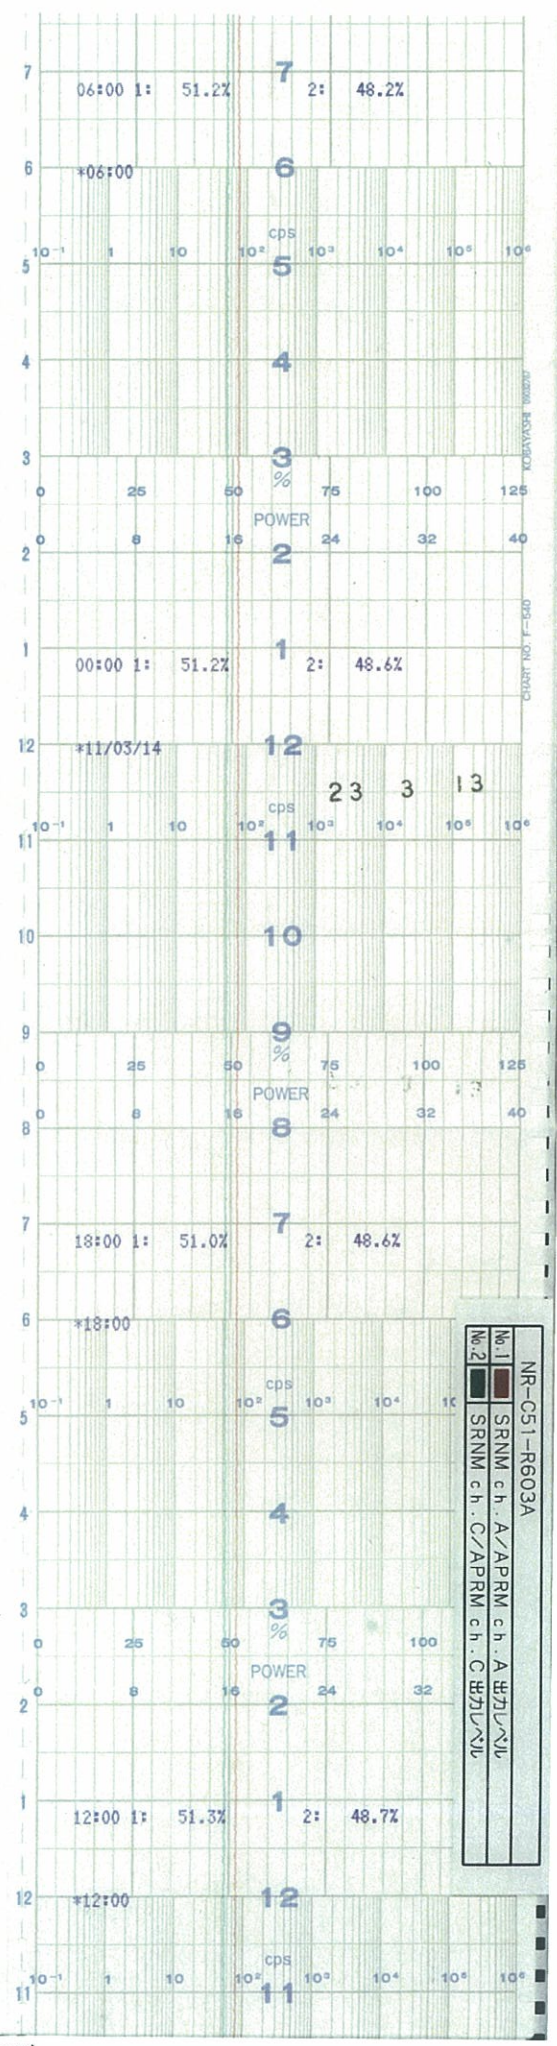 7 7
06:00 1: 51.2% 2: 48.2%
6 *06:00 6
cps
10⁻¹ 1 10 10² 10³ 10⁴ 10⁵ 10⁶
5 5
4 4
3 3
%
0 25 50 75 100 125
POWER
0 8 16 24 32 40
2 2
1 1
00:00 1: 51.2% 2: 48.6%
12 *11/03/14 12
23 3 13
cps
10⁻¹ 1 10 10² 10³ 10⁴ 10⁵ 10⁶
11 11
10 10
9 9
%
0 25 50 75 100 125
POWER
0 8 16 24 32 40
8 8
7 7
18:00 1: 51.0% 2: 48.6%
6 *18:00 6
cps
10⁻¹ 1 10 10² 10³ 10⁴
5 5
4 4
3 3
%
0 25 50 75 100
POWER
0 8 16 24 32
2 2
1 1
12:00 1: 51.3% 2: 48.7%
12 *12:00 12
cps
10⁻¹ 1 10 10² 10³ 10⁴ 10⁵ 10⁶
11 11
KOBAYASHI
CHART NO. F-540
NR-C51-R603A
No.1 SRNM ch.A/APRM ch.A 出力レベル
No.2 SRNM ch.C/APRM ch.C 出力レベル